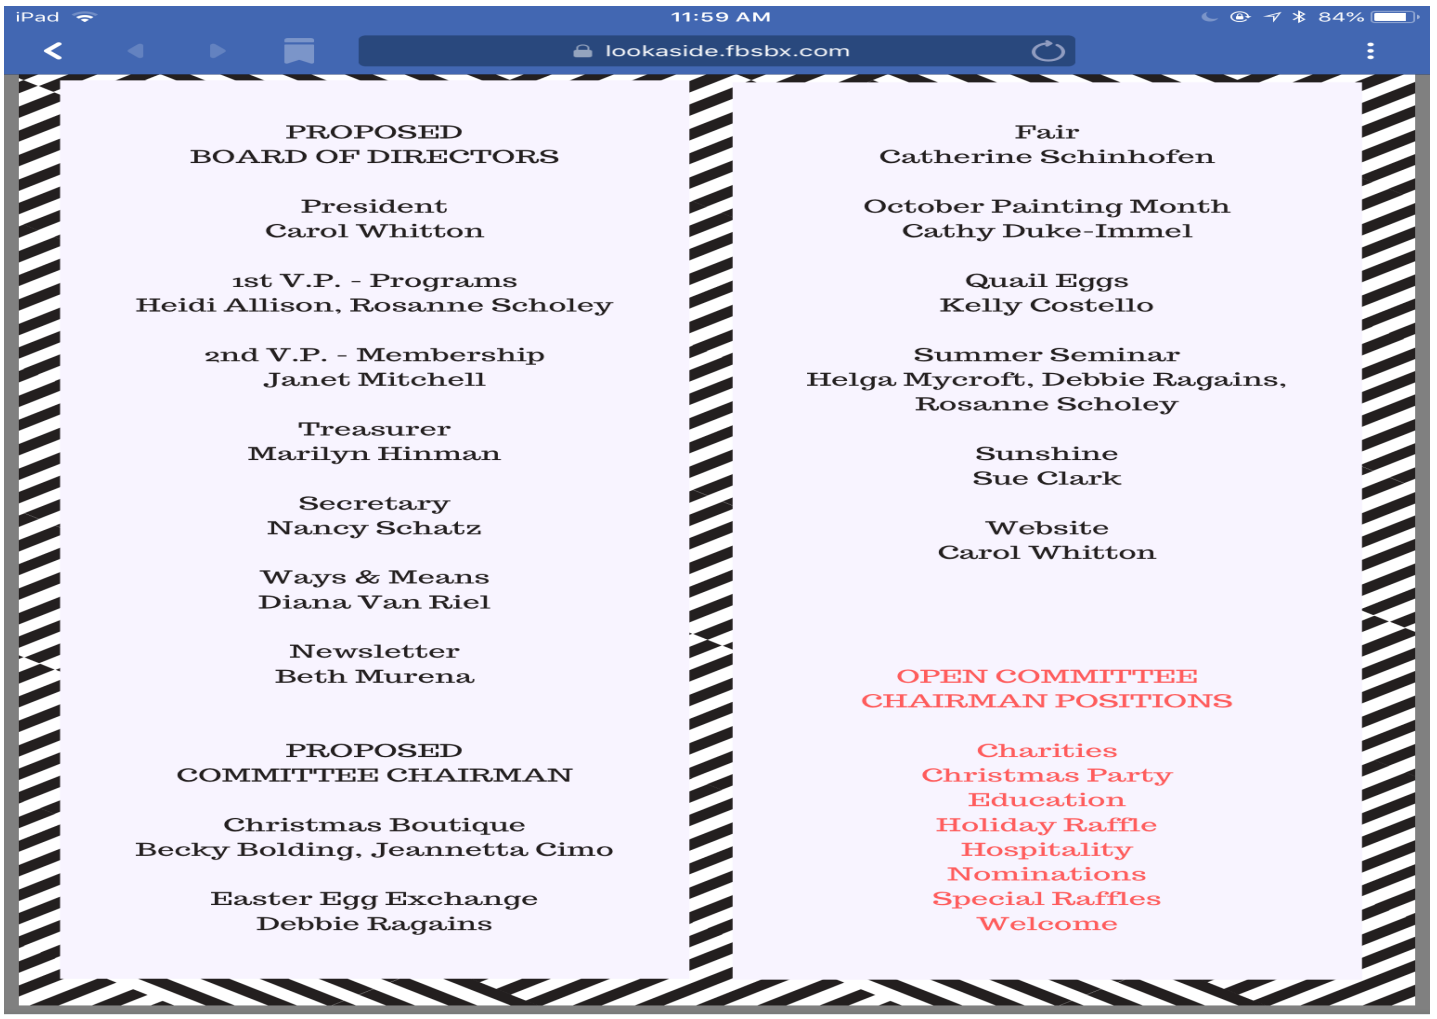 iPad
11:59 AM
84%
lookaside.fbsbx.com
PROPOSED
BOARD OF DIRECTORS
President
Carol Whitton
1st V.P. - Programs
Heidi Allison, Rosanne Scholey
2nd V.P. - Membership
Janet Mitchell
Treasurer
Marilyn Hinman
Secretary
Nancy Schatz
Ways & Means
Diana Van Riel
Newsletter
Beth Murena
PROPOSED
COMMITTEE CHAIRMAN
Christmas Boutique
Becky Bolding, Jeannetta Cimo
Easter Egg Exchange
Debbie Ragains
Fair
Catherine Schinhofen
October Painting Month
Cathy Duke-Immel
Quail Eggs
Kelly Costello
Summer Seminar
Helga Mycroft, Debbie Ragains,
Rosanne Scholey
Sunshine
Sue Clark
Website
Carol Whitton
OPEN COMMITTEE
CHAIRMAN POSITIONS
Charities
Christmas Party
Education
Holiday Raffle
Hospitality
Nominations
Special Raffles
Welcome